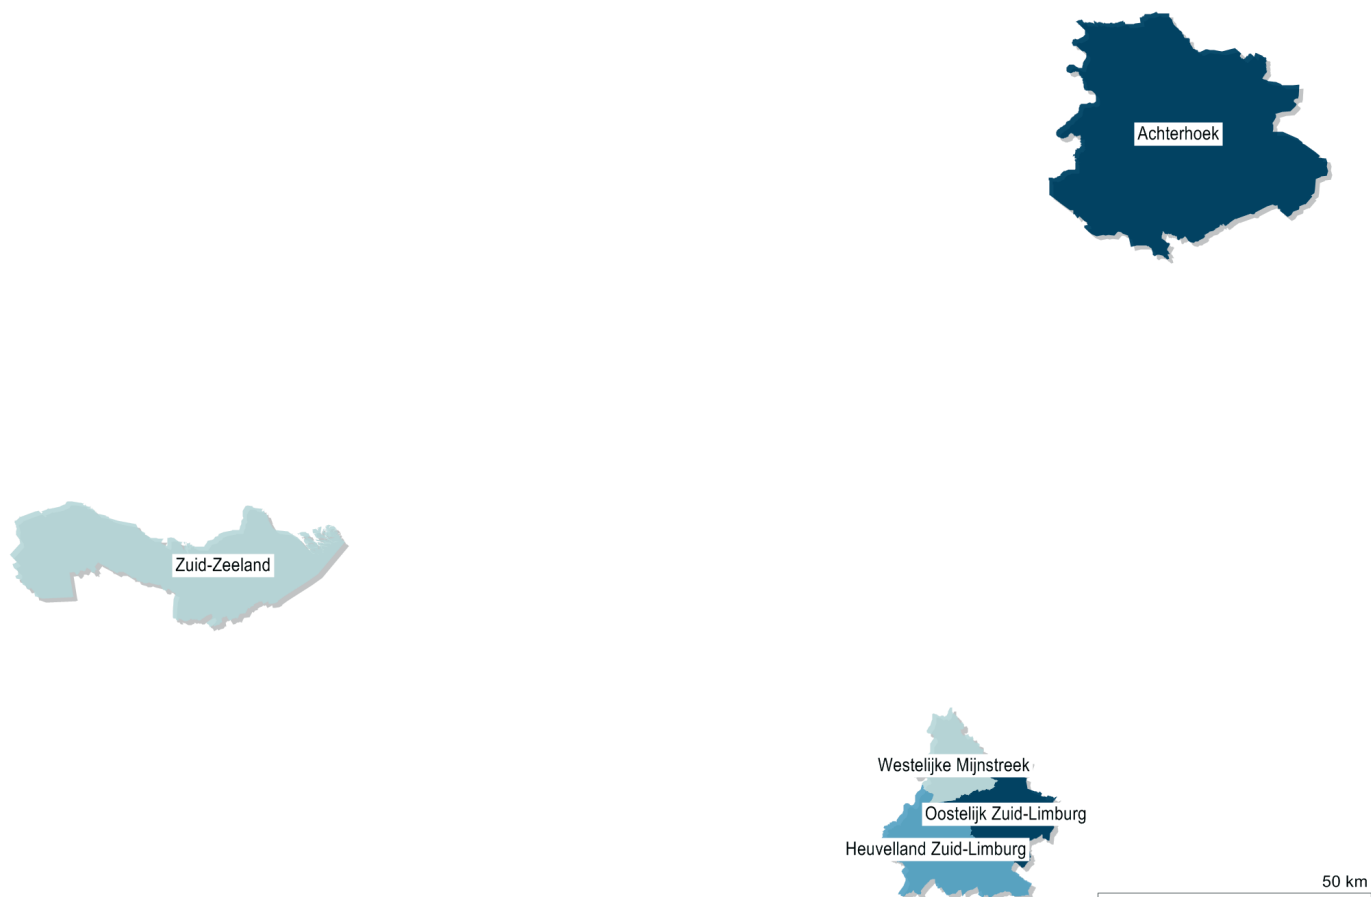 Achterhoek
Zuid-Zeeland
Westelijke Mijnstreek
Oostelijk Zuid-Limburg
Heuvelland Zuid-Limburg
50 km